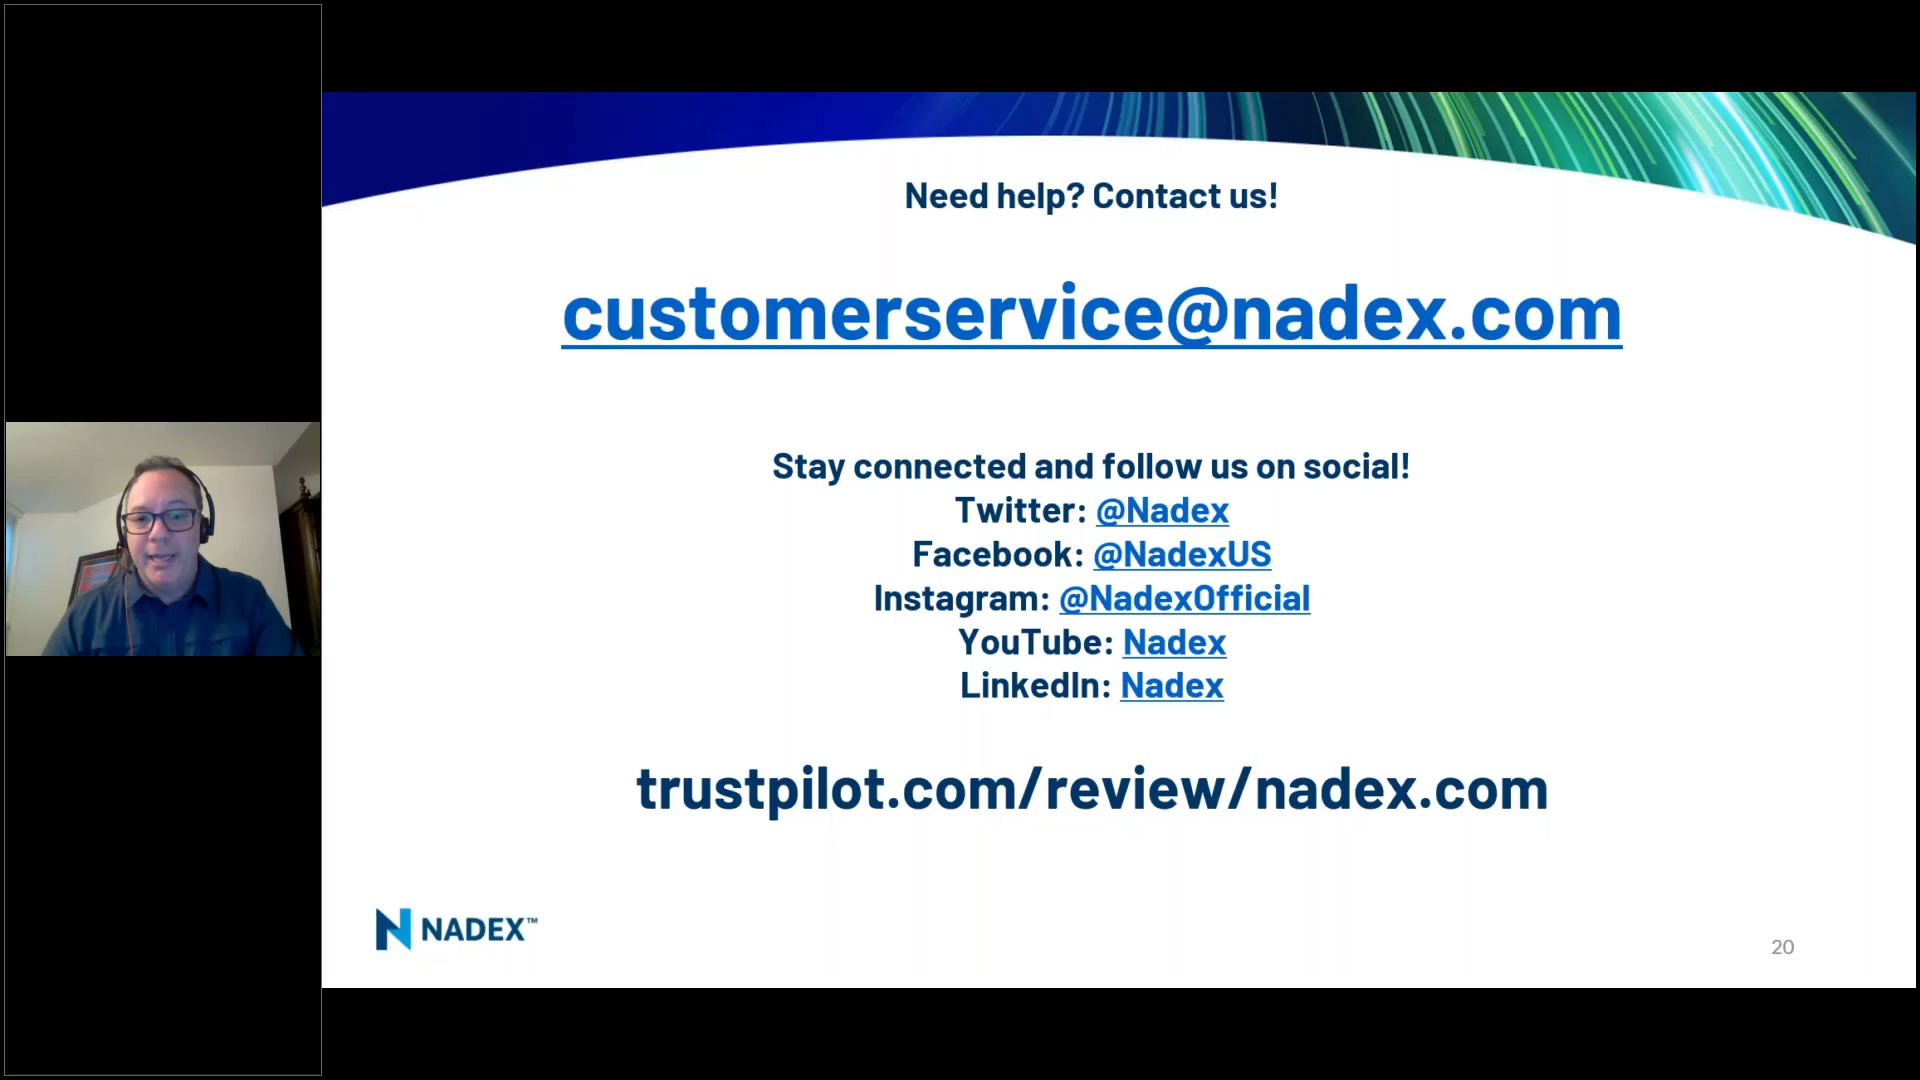 Need help? Contact us!
customerservice@nadex.com
Stay connected and follow us on social!
Twitter: @Nadex
Facebook: @NadexUS
Instagram: @NadexOfficial
YouTube: Nadex
LinkedIn: Nadex
trustpilot.com/review/nadex.com
NADEX™
20